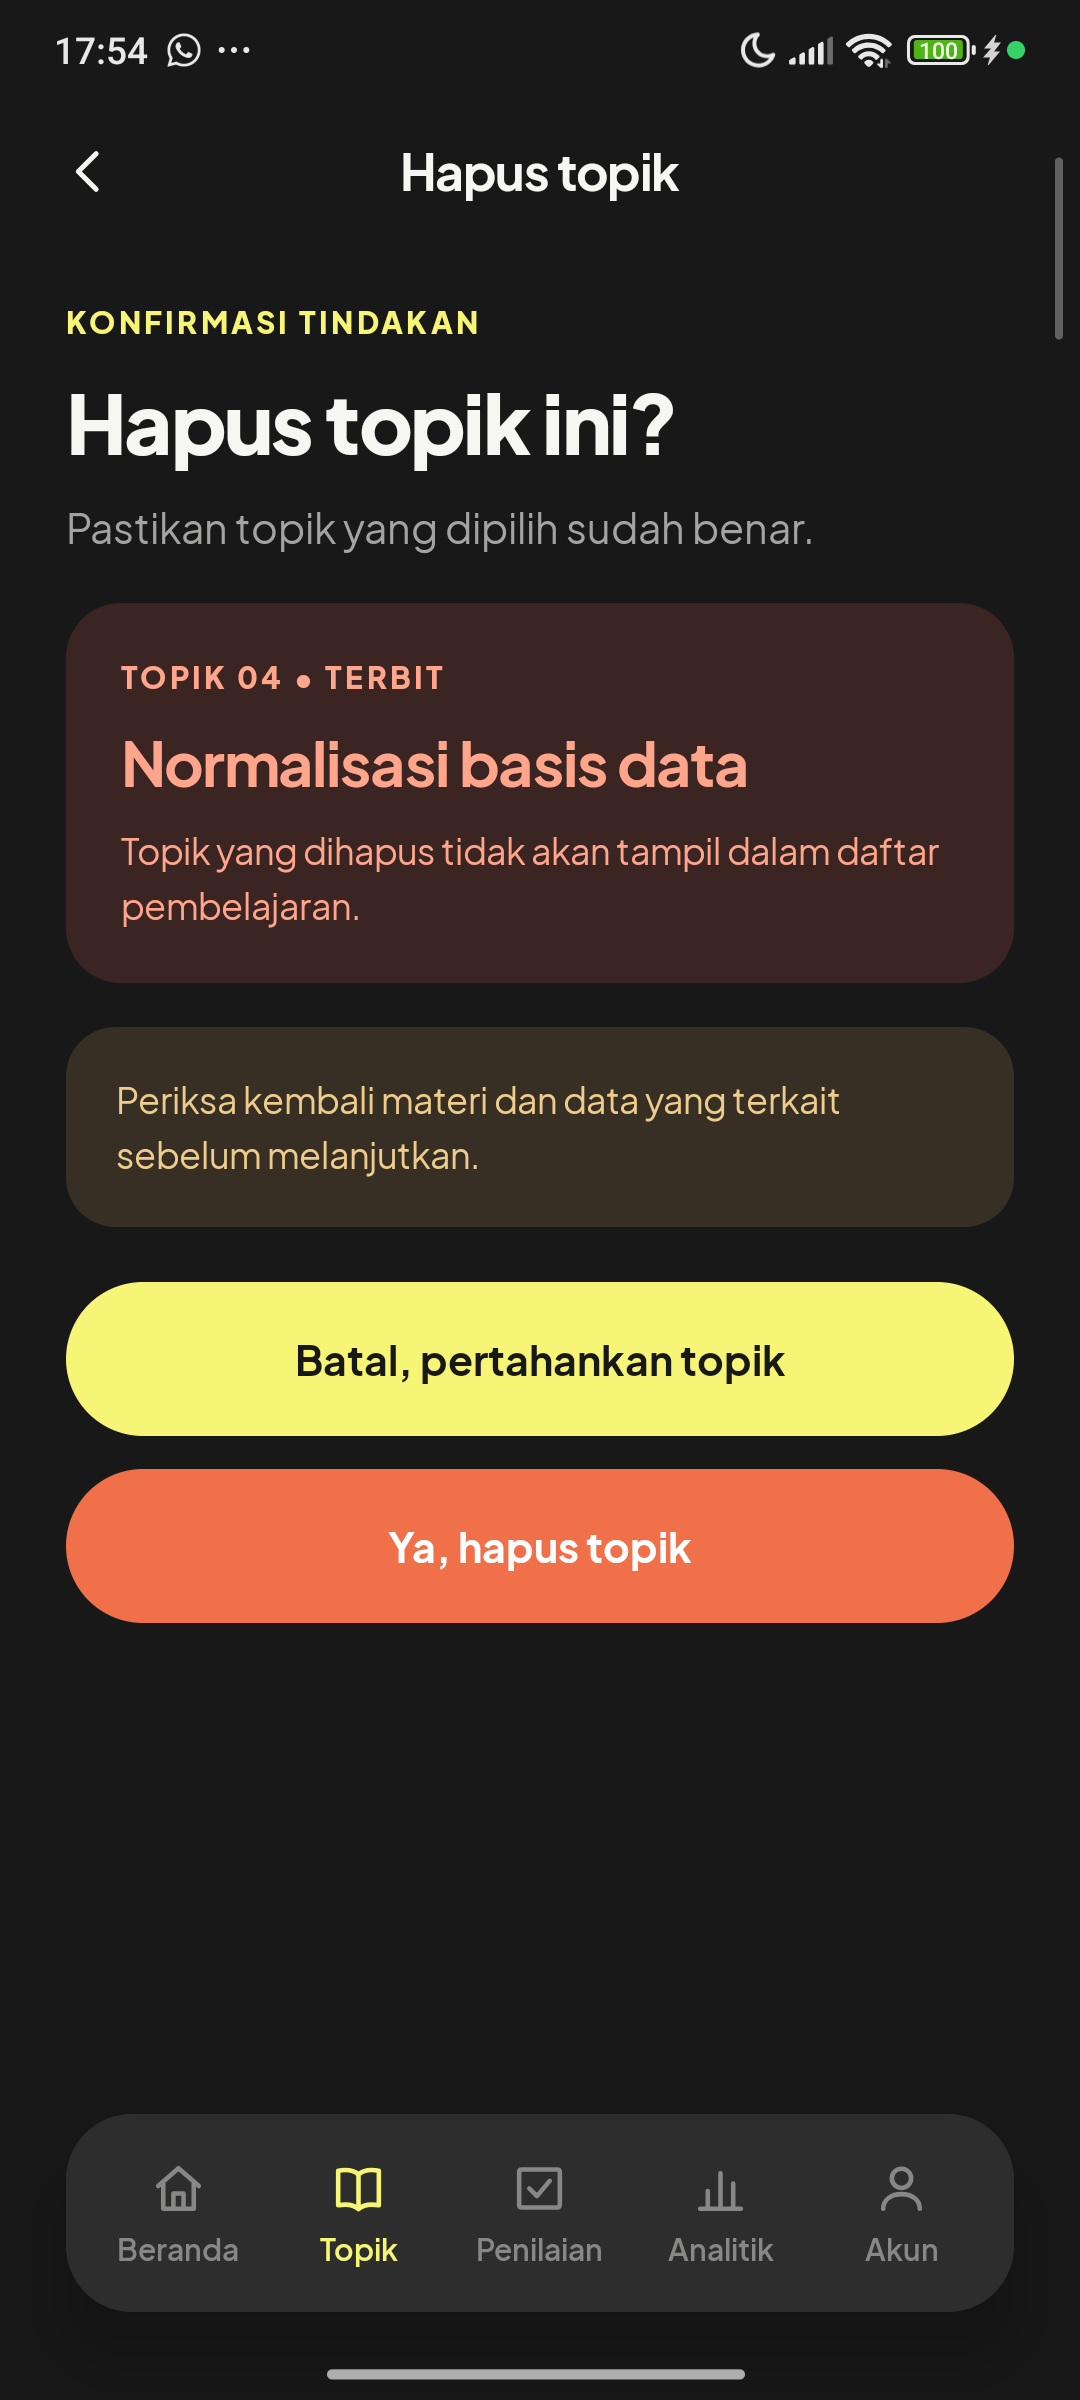 17:54
100
Hapus topik
KONFIRMASI TINDAKAN
Hapus topik ini?
Pastikan topik yang dipilih sudah benar.
TOPIK 04 ● TERBIT
Normalisasi basis data
Topik yang dihapus tidak akan tampil dalam daftar
pembelajaran.
Periksa kembali materi dan data yang terkait
sebelum melanjutkan.
Batal, pertahankan topik
Ya, hapus topik
Beranda
Topik
Penilaian
Analitik
Akun